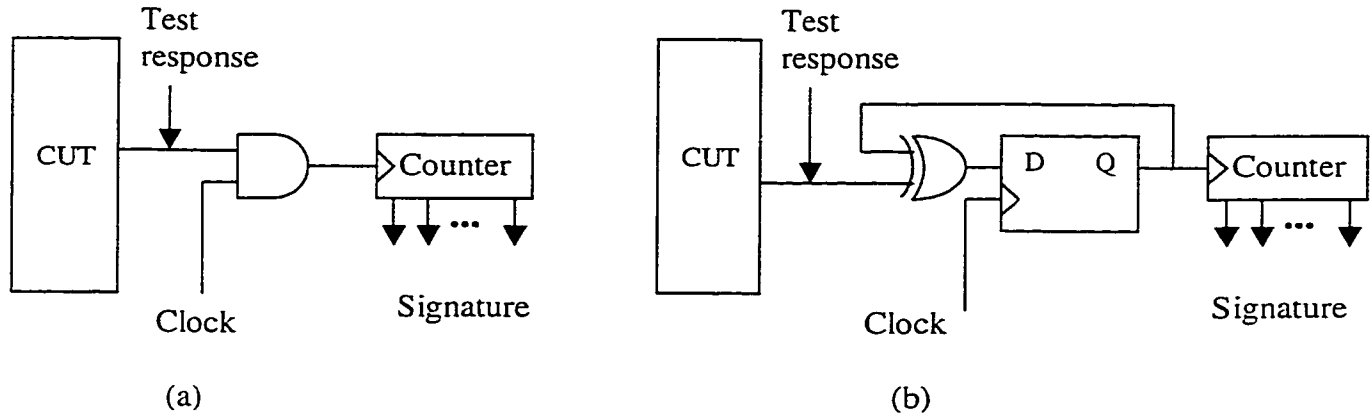 Test
response
CUT
Counter
...
Signature
Clock
(a)
Test
response
CUT
D Q
Counter
...
Signature
Clock
(b)